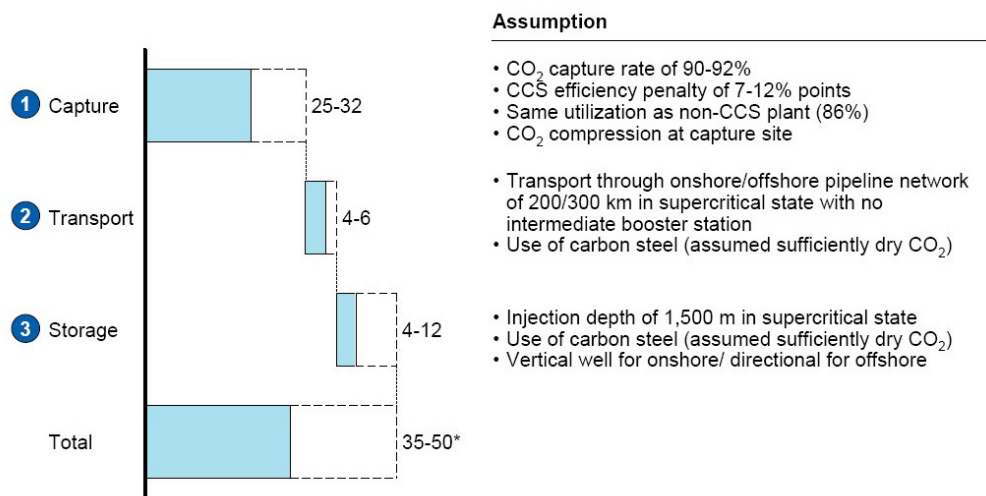 Assumption
1 Capture
25-32
• CO₂ capture rate of 90-92%
• CCS efficiency penalty of 7-12% points
• Same utilization as non-CCS plant (86%)
• CO₂ compression at capture site
2 Transport
4-6
• Transport through onshore/offshore pipeline network
of 200/300 km in supercritical state with no
intermediate booster station
• Use of carbon steel (assumed sufficiently dry CO₂)
3 Storage
4-12
• Injection depth of 1,500 m in supercritical state
• Use of carbon steel (assumed sufficiently dry CO₂)
• Vertical well for onshore/ directional for offshore
Total
35-50*